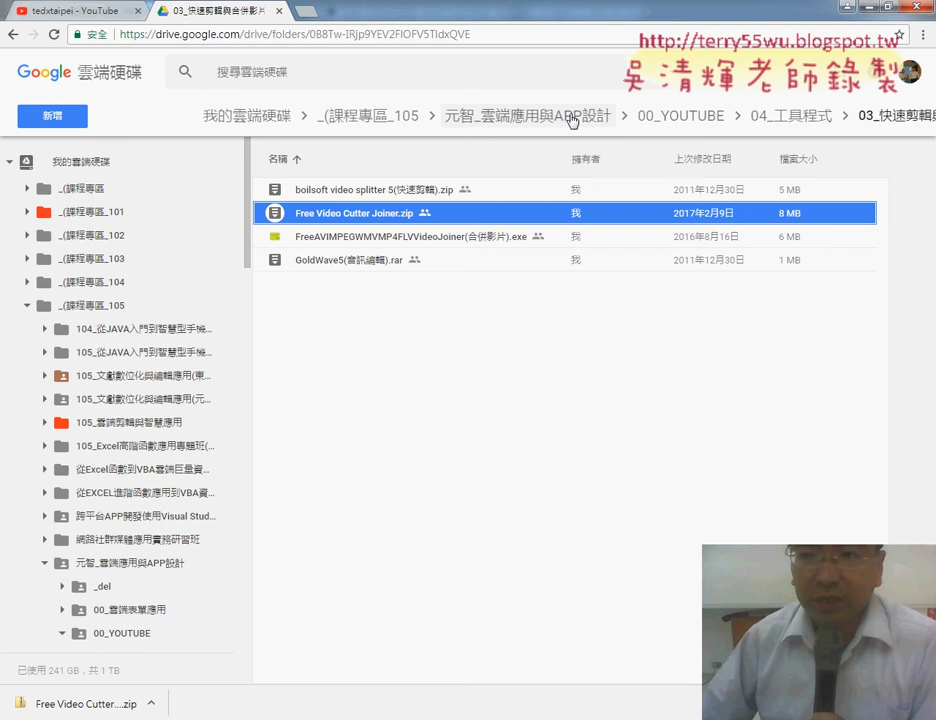 tedxtaipei - YouTube
03_快速剪輯與合併影片
安全
https://drive.google.com/drive/folders/0B8Tw-IRjp9YEV2FIOFV5TldxQVE
http://terry55wu.blogspot.tw
吳清輝老師錄製
Google 雲端硬碟
搜尋雲端硬碟
新增
我的雲端硬碟 > _(課程專區_105 > 元智_雲端應用與APP設計 > 00_YOUTUBE > 04_工具程式 > 03_快速剪輯
名稱
擁有者
上次修改日期
檔案大小
boilsoft video splitter 5(快速剪輯).zip 我 2011年12月30日 5 MB
Free Video Cutter Joiner.zip 我 2017年2月9日 8 MB
FreeAVIMPEGWMVMP4FLVVideoJoiner(合併影片).exe 我 2016年8月16日 6 MB
GoldWave5(音訊編輯).rar 我 2011年12月30日 1 MB
我的雲端硬碟
_(課程專區
_(課程專區_101
_(課程專區_102
_(課程專區_103
_(課程專區_104
_(課程專區_105
104_從JAVA入門到智慧型手機...
105_從JAVA入門到智慧型手機...
105_文獻數位化與編輯應用(東...
105_文獻數位化與編輯應用(元...
105_雲端剪輯與智慧應用
105_Excel高階函數應用專題班(...
從Excel函數到VBA雲端巨量資...
從EXCEL進階函數應用到VBA資...
跨平台APP開發使用Visual Stud...
網路社群媒體應用實務研習班
元智_雲端應用與APP設計
_del
00_雲端表單應用
00_YOUTUBE
已使用 241 GB，共 1 TB
Free Video Cutter....zip